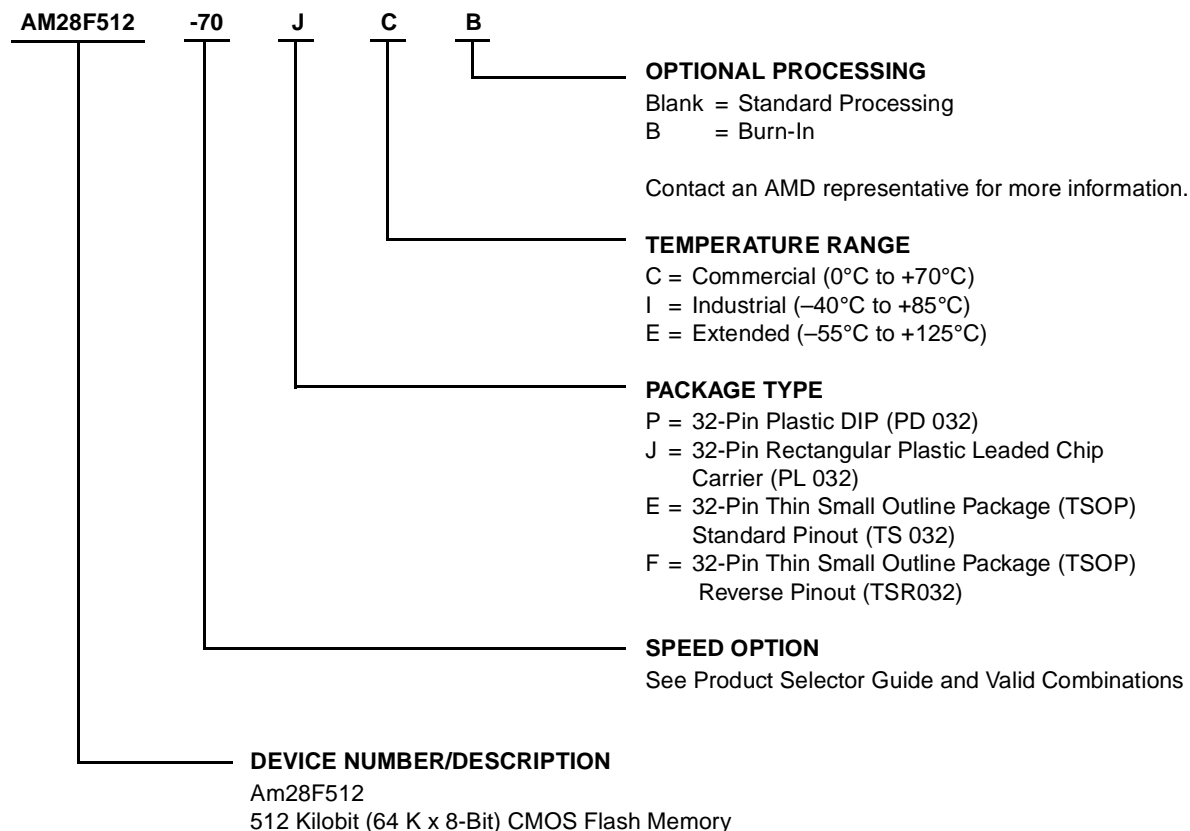 AM28F512 -70 J C B
OPTIONAL PROCESSING
Blank = Standard Processing
B = Burn-In
Contact an AMD representative for more information.
TEMPERATURE RANGE
C = Commercial (0°C to +70°C)
I = Industrial (–40°C to +85°C)
E = Extended (–55°C to +125°C)
PACKAGE TYPE
P = 32-Pin Plastic DIP (PD 032)
J = 32-Pin Rectangular Plastic Leaded Chip
Carrier (PL 032)
E = 32-Pin Thin Small Outline Package (TSOP)
Standard Pinout (TS 032)
F = 32-Pin Thin Small Outline Package (TSOP)
Reverse Pinout (TSR032)
SPEED OPTION
See Product Selector Guide and Valid Combinations
DEVICE NUMBER/DESCRIPTION
Am28F512
512 Kilobit (64 K x 8-Bit) CMOS Flash Memory